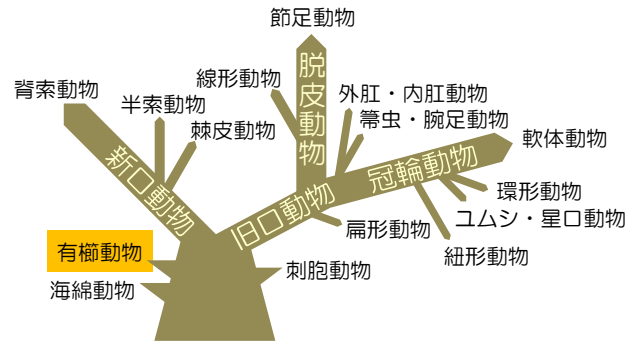 節足動物
脱皮動物
線形動物
背索動物
半索動物
棘皮動物
新口動物
外肛・内肛動物
箒虫・腕足動物
軟体動物
冠輪動物
旧口動物
環形動物
ユムシ・星口動物
扁形動物
紐形動物
有櫛動物
海綿動物
刺胞動物